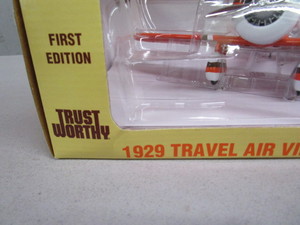 FIRST
EDITION
TRUST
WORTHY
1929 TRAVEL AIR